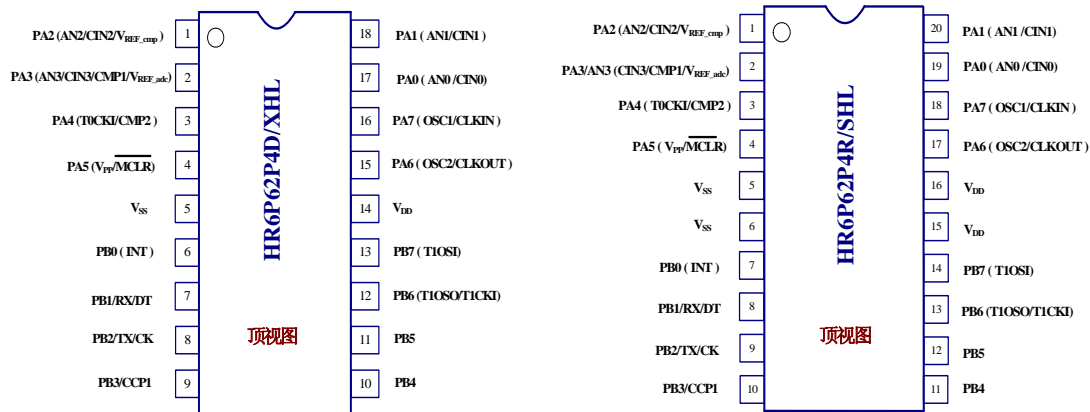 PA2 (AN2/CIN2/VREF_cmp) 1 18 PA1 ( AN1/CIN1)
PA3 (AN3/CIN3/CMP1/VREF_adc) 2 17 PA0 (AN0 /CIN0)
PA4 (T0CKI/CMP2) 3 16 PA7 ( OSC1/CLKIN)
PA5 (VPP/MCLR) 4 15 PA6 ( OSC2/CLKOUT )
VSS 5 14 VDD
PB0 ( INT ) 6 13 PB7 ( T1OSI)
PB1/RX/DT 7 12 PB6 (T1OSO/T1CKI)
PB2/TX/CK 8 11 PB5
PB3/CCP1 9 10 PB4
HR6P62P4D/XHL
顶视图
PA2 (AN2/CIN2/VREF_cmp) 1 20 PA1 ( AN1 /CIN1)
PA3/AN3 (CIN3/CMP1/VREF_adc) 2 19 PA0 ( AN0 /CIN0)
PA4 ( T0CKI/CMP2) 3 18 PA7 ( OSC1/CLKIN )
PA5 ( VPP/MCLR) 4 17 PA6 ( OSC2/CLKOUT )
VSS 5 16 VDD
VSS 6 15 VDD
PB0 ( INT ) 7 14 PB7 ( T1OSI)
PB1/RX/DT 8 13 PB6 (T1OSO/T1CKI)
PB2/TX/CK 9 12 PB5
PB3/CCP1 10 11 PB4
HR6P62P4R/SHL
顶视图